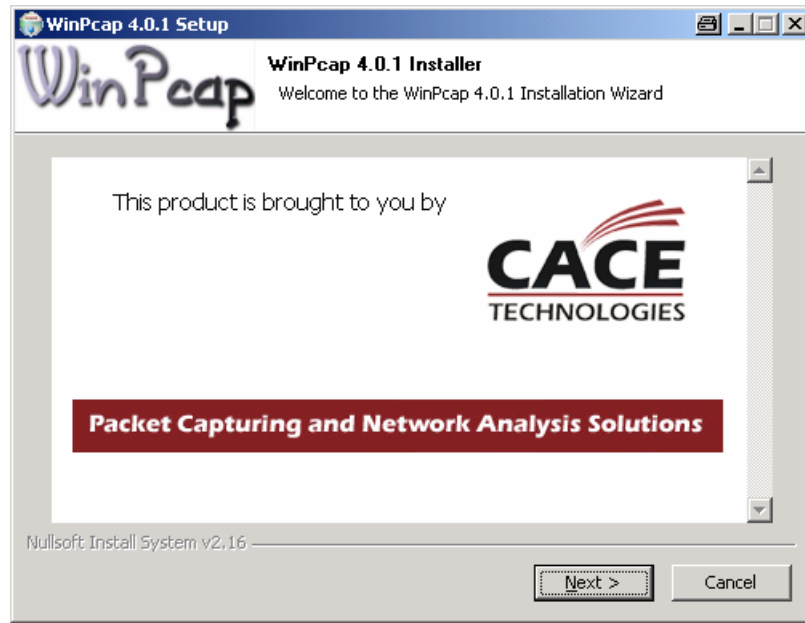 WinPcap 4.0.1 Setup
WinPcap
WinPcap 4.0.1 Installer
Welcome to the WinPcap 4.0.1 Installation Wizard
This product is brought to you by
CACE
TECHNOLOGIES
Packet Capturing and Network Analysis Solutions
Nullsoft Install System v2.16
Next >
Cancel